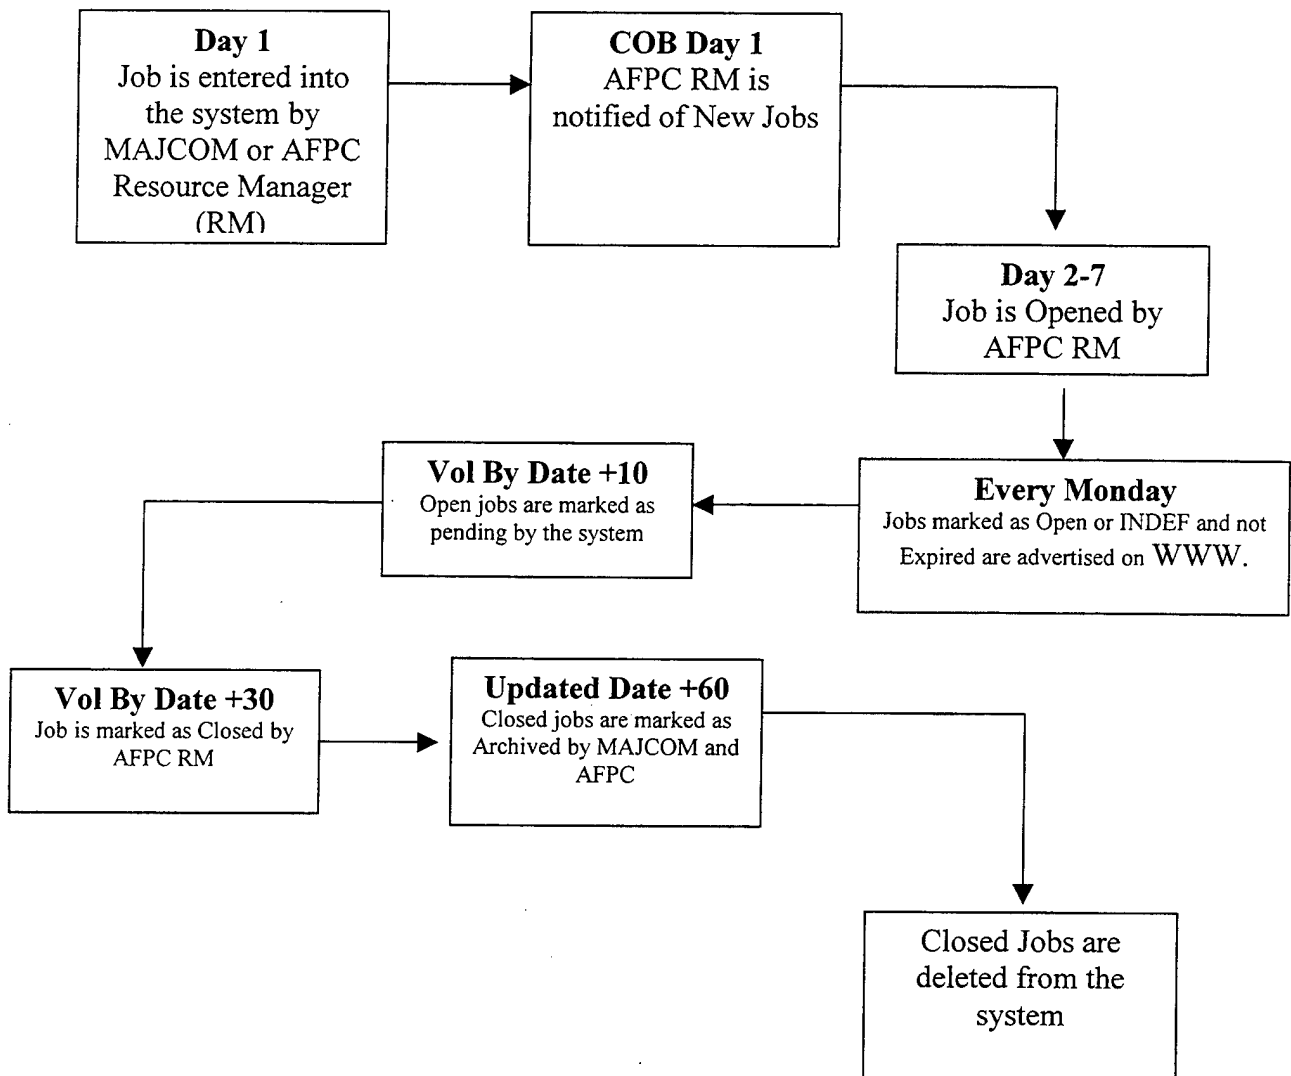 Day 1
Job is entered into
the system by
MAJCOM or AFPC
Resource Manager
(RM)
COB Day 1
AFPC RM is
notified of New Jobs
Day 2-7
Job is Opened by
AFPC RM
Every Monday
Jobs marked as Open or INDEF and not
Expired are advertised on WWW.
Vol By Date +10
Open jobs are marked as
pending by the system
Vol By Date +30
Job is marked as Closed by
AFPC RM
Updated Date +60
Closed jobs are marked as
Archived by MAJCOM and
AFPC
Closed Jobs are
deleted from the
system